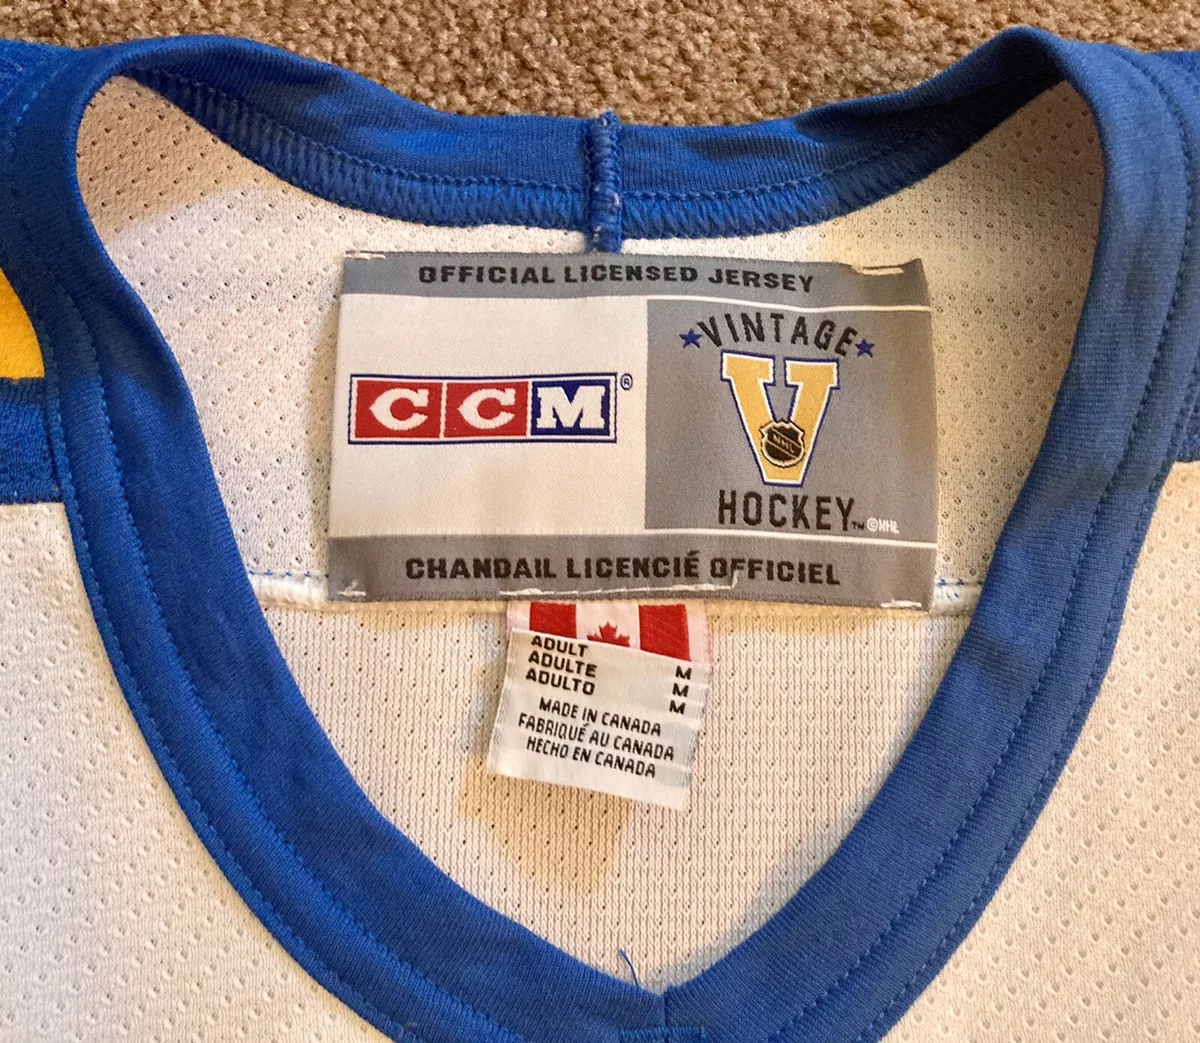 OFFICIAL LICENSED JERSEY
CCM®
VINTAGE
V
NHL
HOCKEY™ ©NHL
CHANDAIL LICENCIÉ OFFICIEL
ADULT M
ADULTE M
ADULTO M
MADE IN CANADA
FABRIQUÉ AU CANADA
HECHO EN CANADA